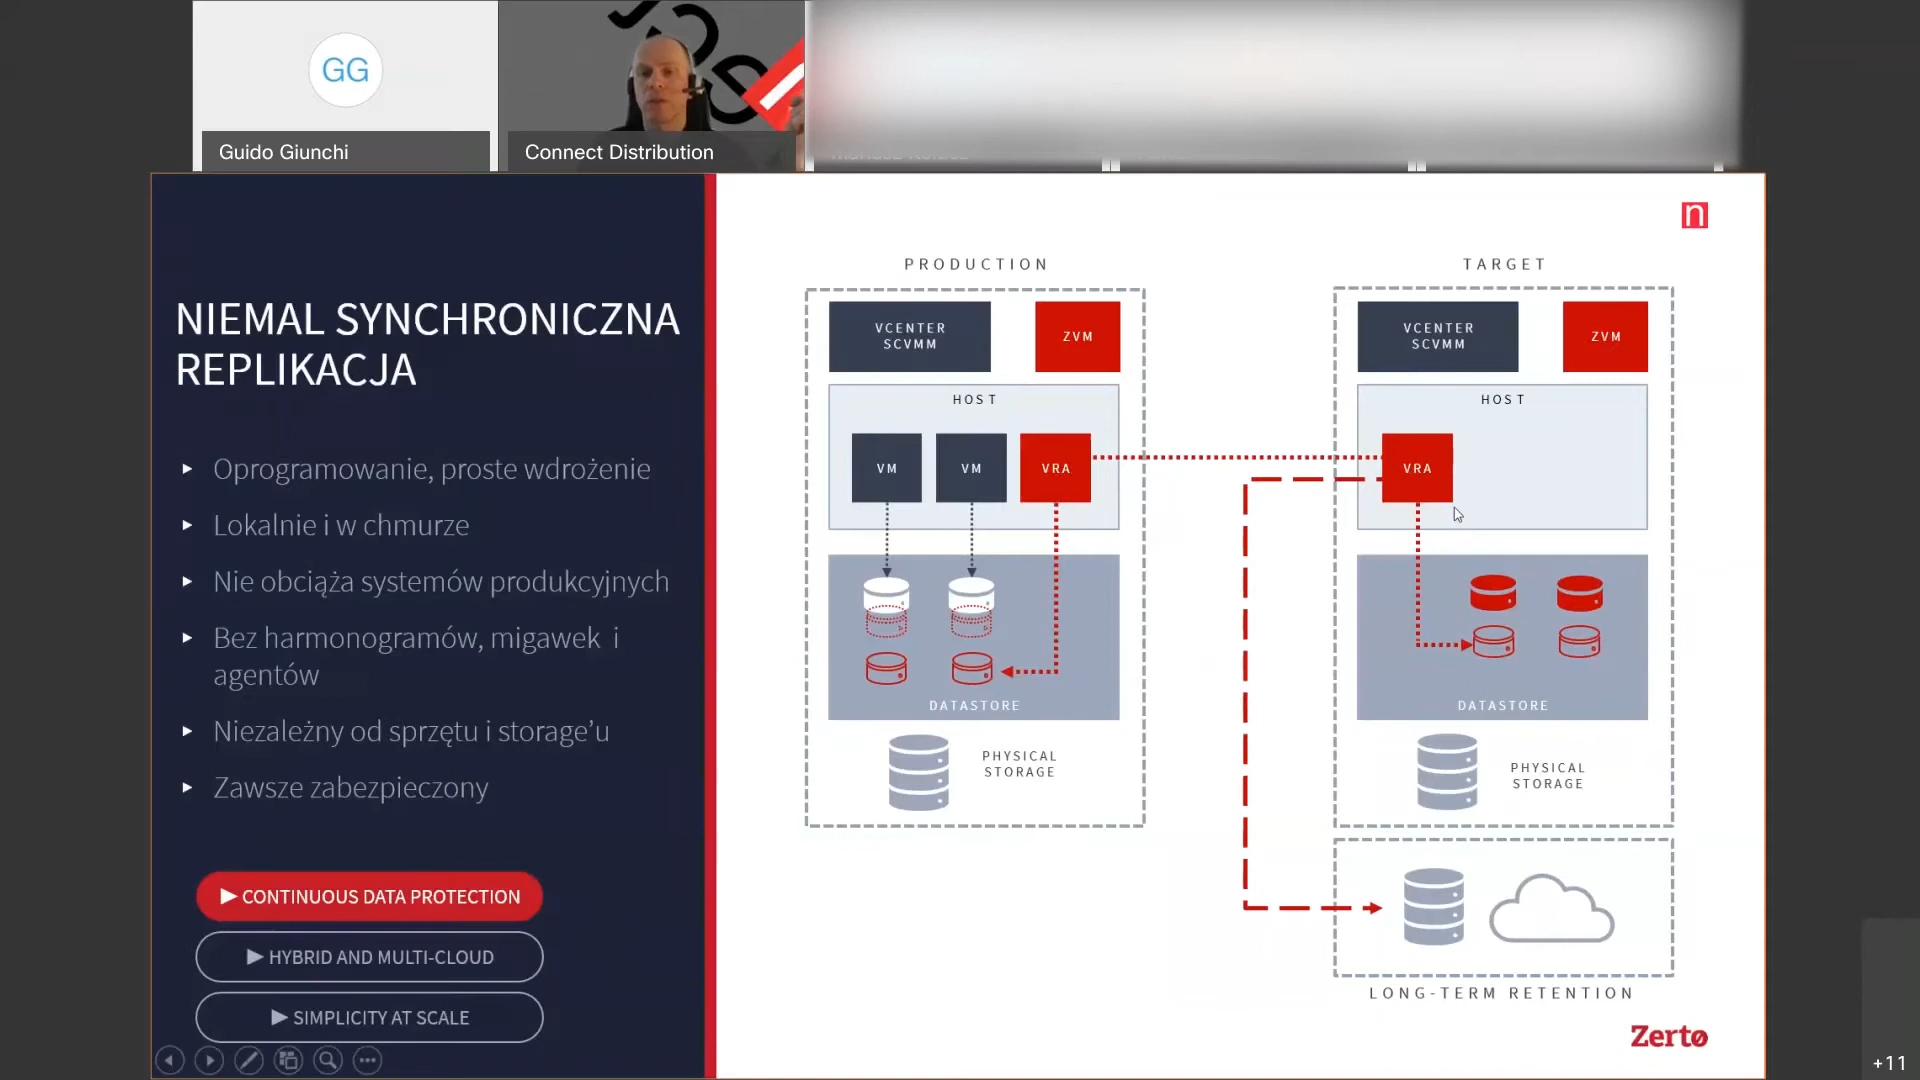 GG
Guido Giunchi
Connect Distribution
n
NIEMAL SYNCHRONICZNA
REPLIKACJA
Oprogramowanie, proste wdrożenie
Lokalnie i w chmurze
Nie obciąża systemów produkcyjnych
Bez harmonogramów, migawek i
agentów
Niezależny od sprzętu i storage’u
Zawsze zabezpieczony
CONTINUOUS DATA PROTECTION
HYBRID AND MULTI-CLOUD
SIMPLICITY AT SCALE
PRODUCTION
VCENTER
SCVMM
ZVM
HOST
VM
VM
VRA
DATASTORE
PHYSICAL
STORAGE
TARGET
VCENTER
SCVMM
ZVM
HOST
VRA
DATASTORE
PHYSICAL
STORAGE
LONG-TERM RETENTION
Zerto
+11